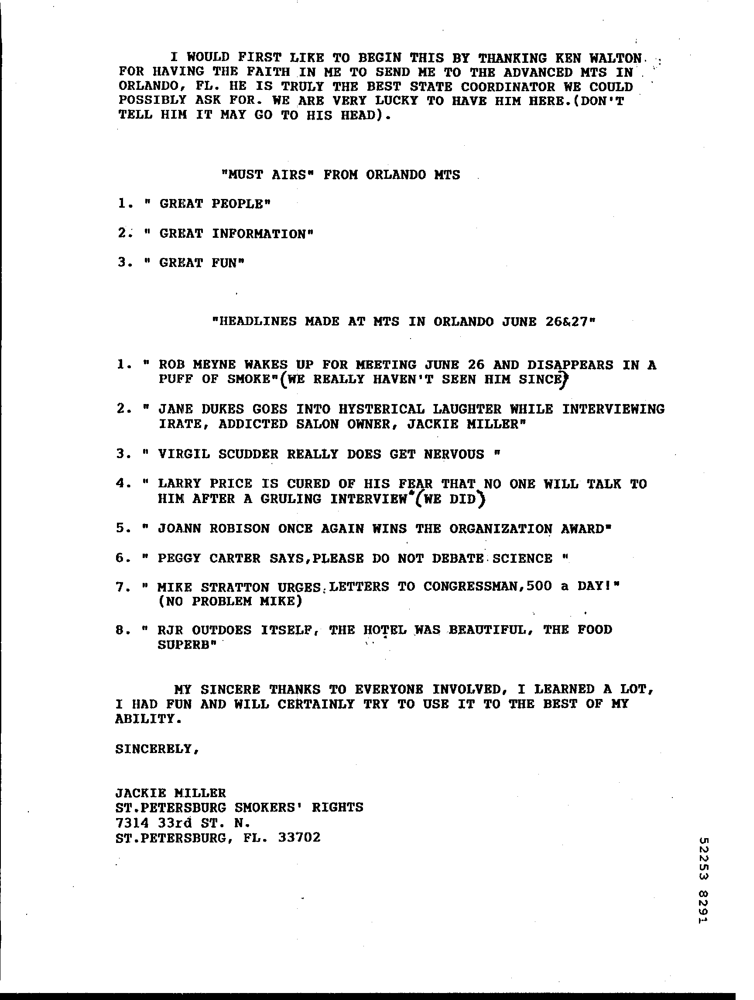 I WOULD FIRST LIKE TO BEGIN THIS BY THANKING KEN WALTON.
FOR HAVING THE FAITH IN ME TO SEND ME TO THE ADVANCED MTS IN
ORLANDO, FL. HE IS TRULY THE BEST STATE COORDINATOR WE COULD
POSSIBLY ASK FOR. WE ARE VERY LUCKY TO HAVE HIM HERE.(DON'T
TELL HIM IT MAY GO TO HIS HEAD).
"MUST AIRS" FROM ORLANDO MTS
1. " GREAT PEOPLE"
2. " GREAT INFORMATION"
3. " GREAT FUN"
"HEADLINES MADE AT MTS IN ORLANDO JUNE 26&27"
1. " ROB MEYNE WAKES UP FOR MEETING JUNE 26 AND DISAPPEARS IN A
PUFF OF SMOKE"(WE REALLY HAVEN'T SEEN HIM SINCE)
2. " JANE DUKES GOES INTO HYSTERICAL LAUGHTER WHILE INTERVIEWING
IRATE, ADDICTED SALON OWNER, JACKIE MILLER"
3. " VIRGIL SCUDDER REALLY DOES GET NERVOUS "
4. " LARRY PRICE IS CURED OF HIS FEAR THAT NO ONE WILL TALK TO
HIM AFTER A GRULING INTERVIEW"(WE DID)
5. " JOANN ROBISON ONCE AGAIN WINS THE ORGANIZATION AWARD"
6. " PEGGY CARTER SAYS,PLEASE DO NOT DEBATE SCIENCE "
7. " MIKE STRATTON URGES LETTERS TO CONGRESSMAN,500 a DAY!"
(NO PROBLEM MIKE)
8. " RJR OUTDOES ITSELF, THE HOTEL WAS BEAUTIFUL, THE FOOD
SUPERB"
MY SINCERE THANKS TO EVERYONE INVOLVED, I LEARNED A LOT,
I HAD FUN AND WILL CERTAINLY TRY TO USE IT TO THE BEST OF MY
ABILITY.
SINCERELY,
JACKIE MILLER
ST.PETERSBURG SMOKERS' RIGHTS
7314 33rd ST. N.
ST.PETERSBURG, FL. 33702
52253 8291